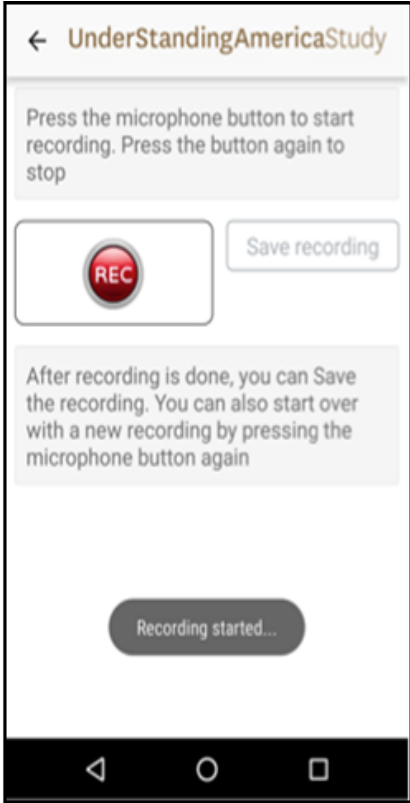 UnderStandingAmericaStudy
Press the microphone button to start
recording. Press the button again to
stop
REC
Save recording
After recording is done, you can Save
the recording. You can also start over
with a new recording by pressing the
microphone button again
Recording started...